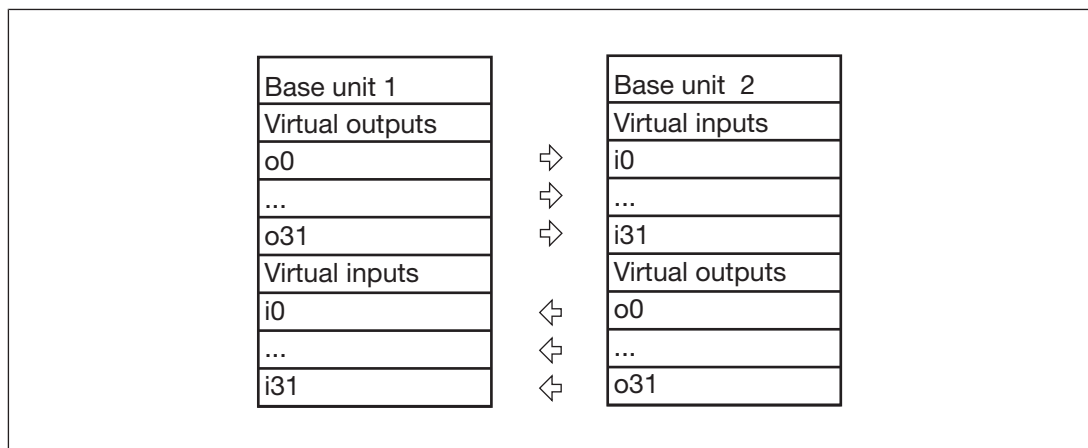 Base unit 1
Virtual outputs
o0
...
o31
Virtual inputs
i0
...
i31
Base unit 2
Virtual inputs
i0
...
i31
Virtual outputs
o0
...
o31